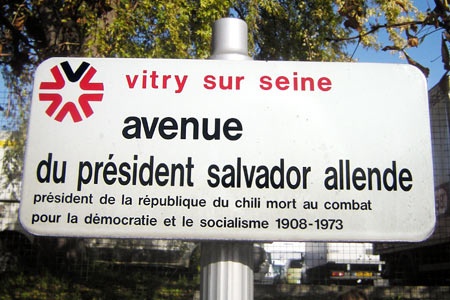 vitry sur seine
avenue
du président salvador allende
président de la république du chili mort au combat
pour la démocratie et le socialisme 1908-1973